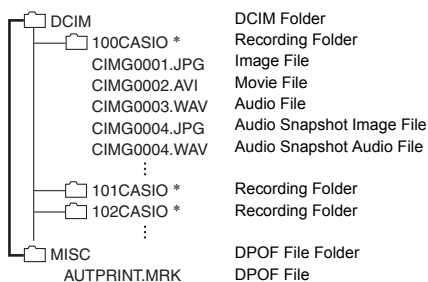 DCIM DCIM Folder
100CASIO * Recording Folder
CIMG0001.JPG Image File
CIMG0002.AVI Movie File
CIMG0003.WAV Audio File
CIMG0004.JPG Audio Snapshot Image File
CIMG0004.WAV Audio Snapshot Audio File
⋮
101CASIO * Recording Folder
102CASIO * Recording Folder
⋮
MISC DPOF File Folder
AUTPRINT.MRK DPOF File